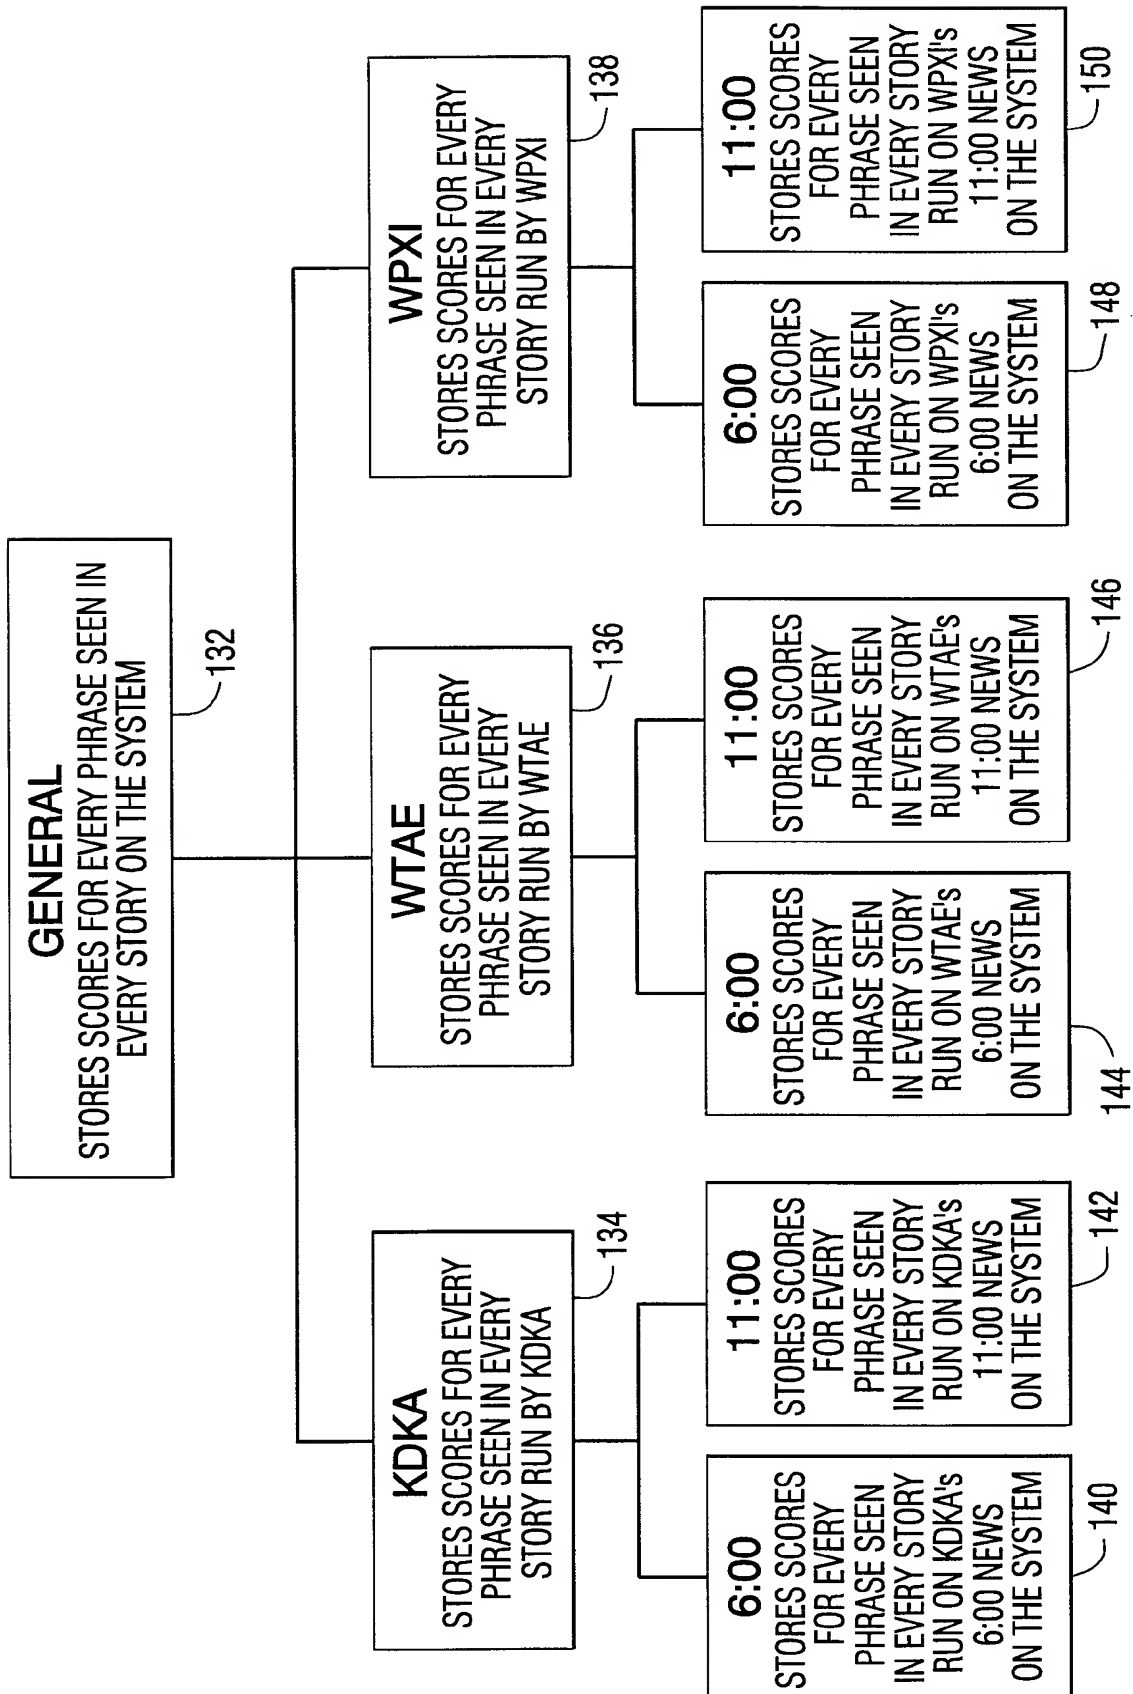 GENERAL
STORES SCORES FOR EVERY PHRASE SEEN IN
EVERY STORY ON THE SYSTEM
132
KDKA
STORES SCORES FOR EVERY
PHRASE SEEN IN EVERY
STORY RUN BY KDKA
134
WTAE
STORES SCORES FOR EVERY
PHRASE SEEN IN EVERY
STORY RUN BY WTAE
136
WPXI
STORES SCORES FOR EVERY
PHRASE SEEN IN EVERY
STORY RUN BY WPXI
138
6:00
STORES SCORES
FOR EVERY
PHRASE SEEN
IN EVERY STORY
RUN ON KDKA's
6:00 NEWS
ON THE SYSTEM
140
11:00
STORES SCORES
FOR EVERY
PHRASE SEEN
IN EVERY STORY
RUN ON KDKA's
11:00 NEWS
ON THE SYSTEM
142
6:00
STORES SCORES
FOR EVERY
PHRASE SEEN
IN EVERY STORY
RUN ON WTAE's
6:00 NEWS
ON THE SYSTEM
144
11:00
STORES SCORES
FOR EVERY
PHRASE SEEN
IN EVERY STORY
RUN ON WTAE's
11:00 NEWS
ON THE SYSTEM
146
6:00
STORES SCORES
FOR EVERY
PHRASE SEEN
IN EVERY STORY
RUN ON WPXI's
6:00 NEWS
ON THE SYSTEM
148
11:00
STORES SCORES
FOR EVERY
PHRASE SEEN
IN EVERY STORY
RUN ON WPXI's
11:00 NEWS
ON THE SYSTEM
150